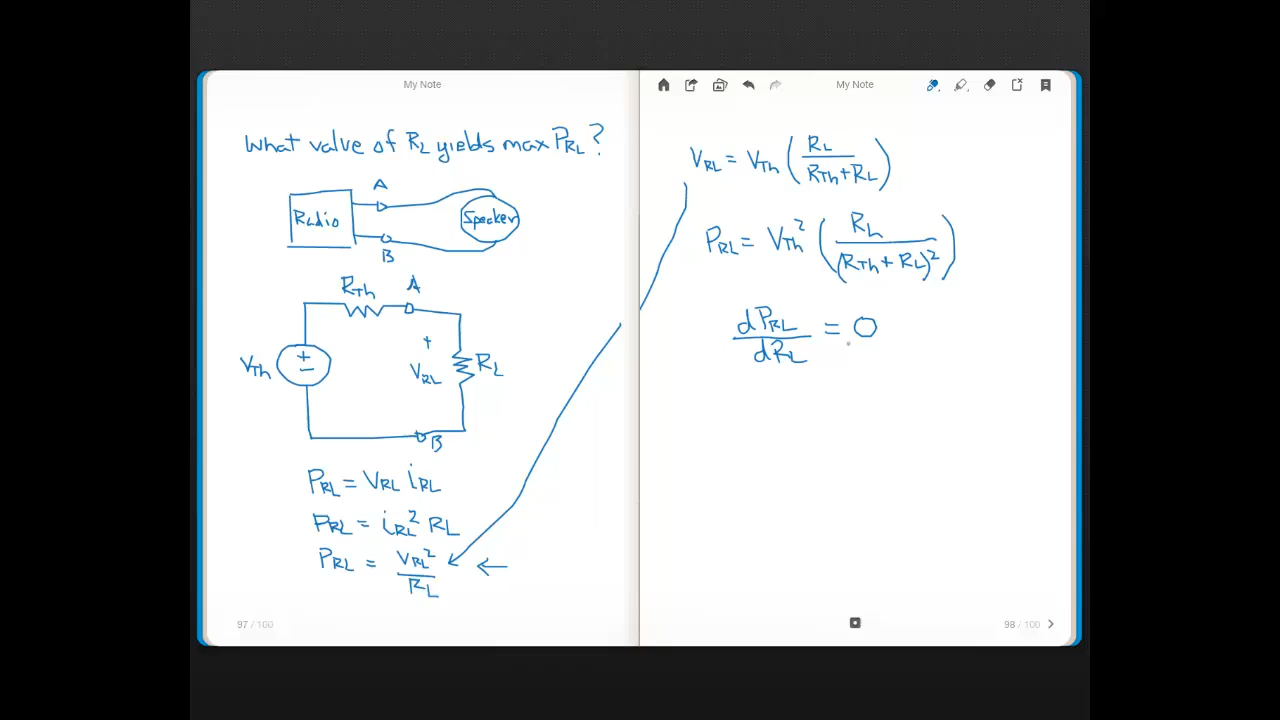 My Note
What value of RL yields max PRL?
A
Radio
Speaker
B
RTh A
+
VTh + − VRL RL
B
PRL = VRL iRL
PRL = iRL² RL
PRL = VRL² / RL ←
97 / 100
My Note
VRL = VTh (RL / RTh + RL)
PRL = VTh² (RL / (RTh + RL)²)
dPRL / dRL = 0
98 / 100 >